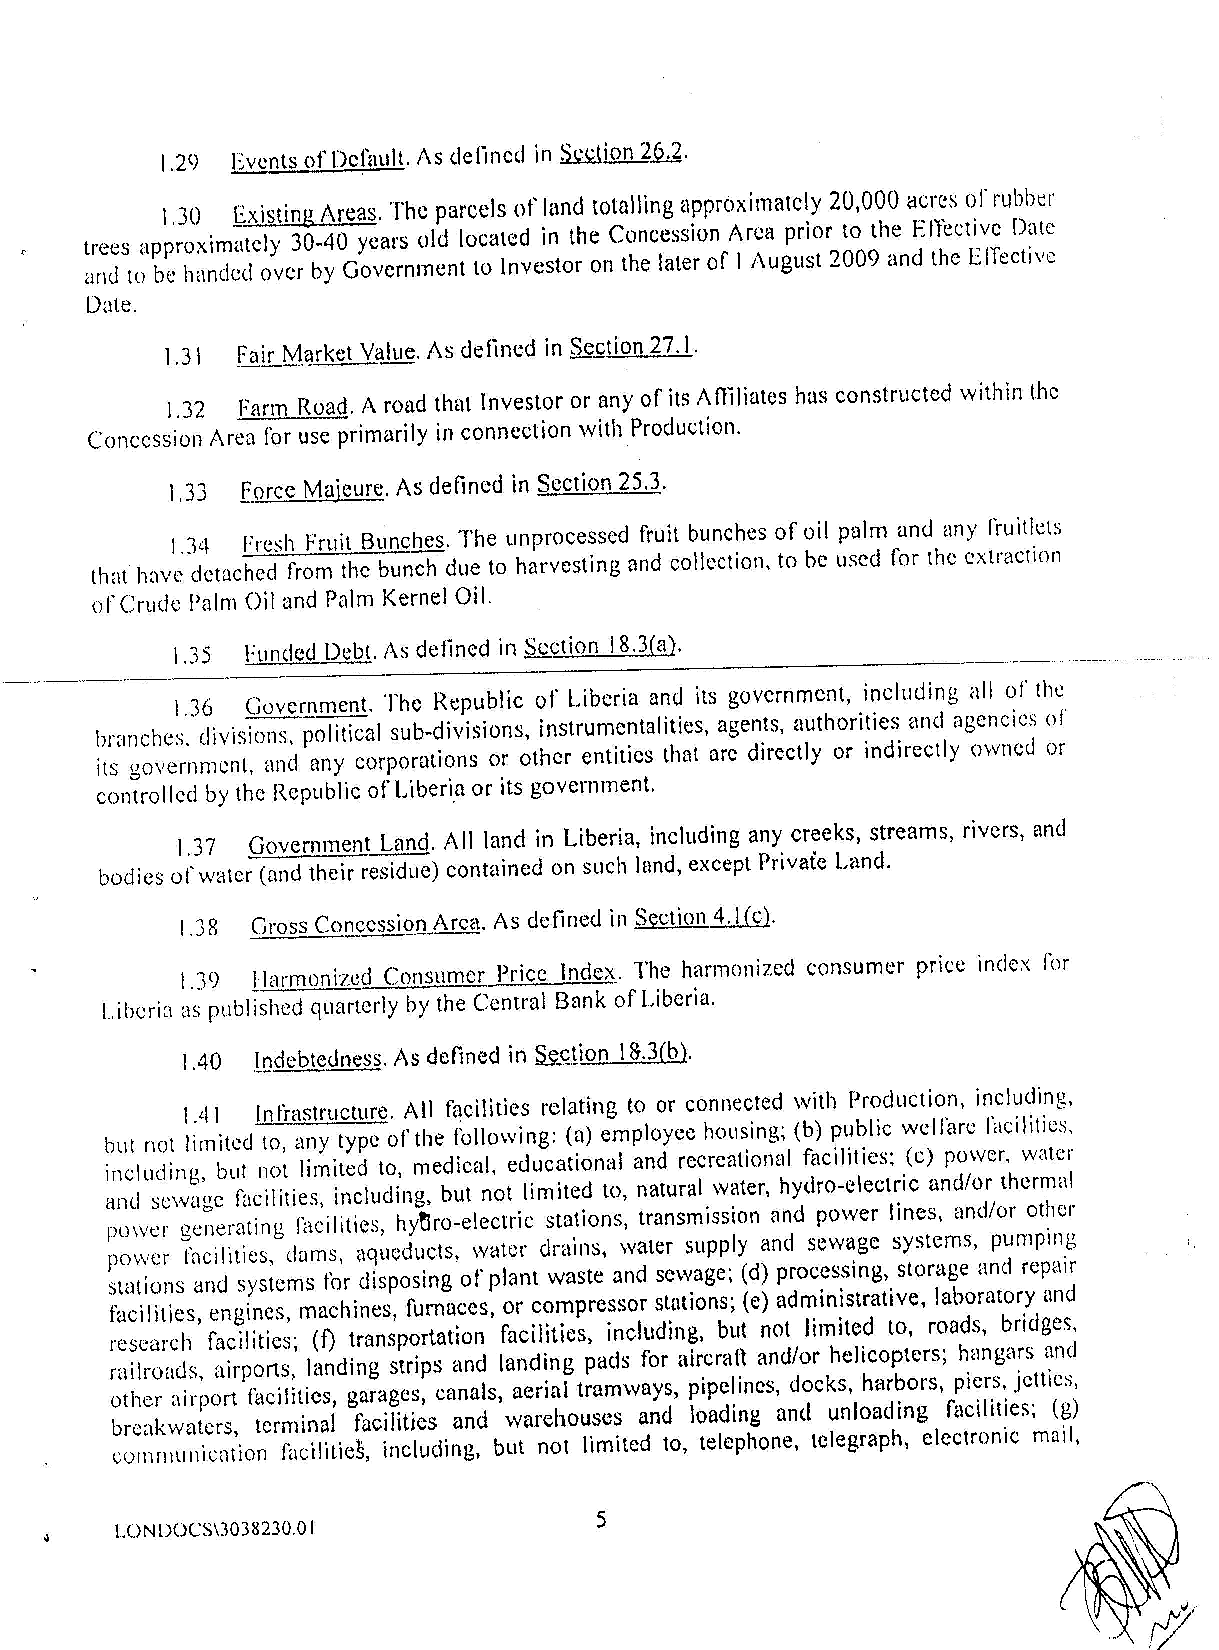 1.29 Events of Default. As defined in Section 26.2.
1.30 Existing Areas. The parcels of land totalling approximately 20,000 acres of rubber
trees approximately 30-40 years old located in the Concession Area prior to the Effective Date
and to be handed over by Government to Investor on the later of 1 August 2009 and the Effective
Date.
1.31 Fair Market Value. As defined in Section 27.1.
1.32 Farm Road. A road that Investor or any of its Affiliates has constructed within the
Concession Area for use primarily in connection with Production.
1.33 Force Majeure. As defined in Section 25.3.
1.34 Fresh Fruit Bunches. The unprocessed fruit bunches of oil palm and any fruitlets
that have detached from the bunch due to harvesting and collection, to be used for the extraction
of Crude Palm Oil and Palm Kernel Oil.
1.35 Funded Debt. As defined in Section 18.3(a).
1.36 Government. The Republic of Liberia and its government, including all of the
branches, divisions, political sub-divisions, instrumentalities, agents, authorities and agencies of
its government, and any corporations or other entities that are directly or indirectly owned or
controlled by the Republic of Liberia or its government.
1.37 Government Land. All land in Liberia, including any creeks, streams, rivers, and
bodies of water (and their residue) contained on such land, except Private Land.
1.38 Gross Concession Area. As defined in Section 4.1(c).
1.39 Harmonized Consumer Price Index. The harmonized consumer price index for
Liberia as published quarterly by the Central Bank of Liberia.
1.40 Indebtedness. As defined in Section 18.3(b).
1.41 Infrastructure. All facilities relating to or connected with Production, including,
but not limited to, any type of the following: (a) employee housing; (b) public welfare facilities,
including, but not limited to, medical, educational and recreational facilities; (c) power, water
and sewage facilities, including, but not limited to, natural water, hydro-electric and/or thermal
power generating facilities, hydro-electric stations, transmission and power lines, and/or other
power facilities, dams, aqueducts, water drains, water supply and sewage systems, pumping
stations and systems for disposing of plant waste and sewage; (d) processing, storage and repair
facilities, engines, machines, furnaces, or compressor stations; (e) administrative, laboratory and
research facilities; (f) transportation facilities, including, but not limited to, roads, bridges,
railroads, airports, landing strips and landing pads for aircraft and/or helicopters; hangars and
other airport facilities, garages, canals, aerial tramways, pipelines, docks, harbors, piers, jetties,
breakwaters, terminal facilities and warehouses and loading and unloading facilities; (g)
communication facilities, including, but not limited to, telephone, telegraph, electronic mail,
LONDOCS\3038230.01
5